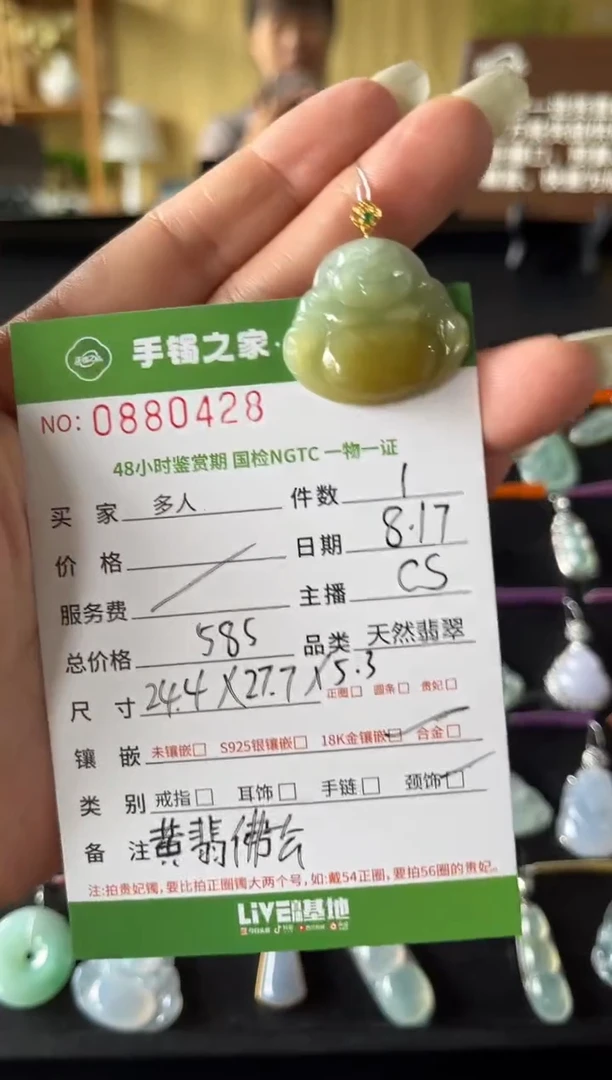 手镯之家
NO: 0880428
48小时鉴赏期 国检NGTC 一物一证
买 家 多人 件数 1
价 格 日期 8.17
服务费 主播 CS
总价格 585 品类 天然翡翠
尺 寸 24.4X27.7X5.3 正圈□ 圆条□ 贵妃□
镶 嵌 未镶嵌□ S925银镶嵌□ 18K金镶嵌□ 合金□
类 别 戒指□ 耳饰□ 手链□ 颈饰□
备 注 黄翡佛公
注:拍贵妃镯,要比拍正圈镯大两个号,如:戴54正圈,要拍56圈的贵妃。
LiVE 基地